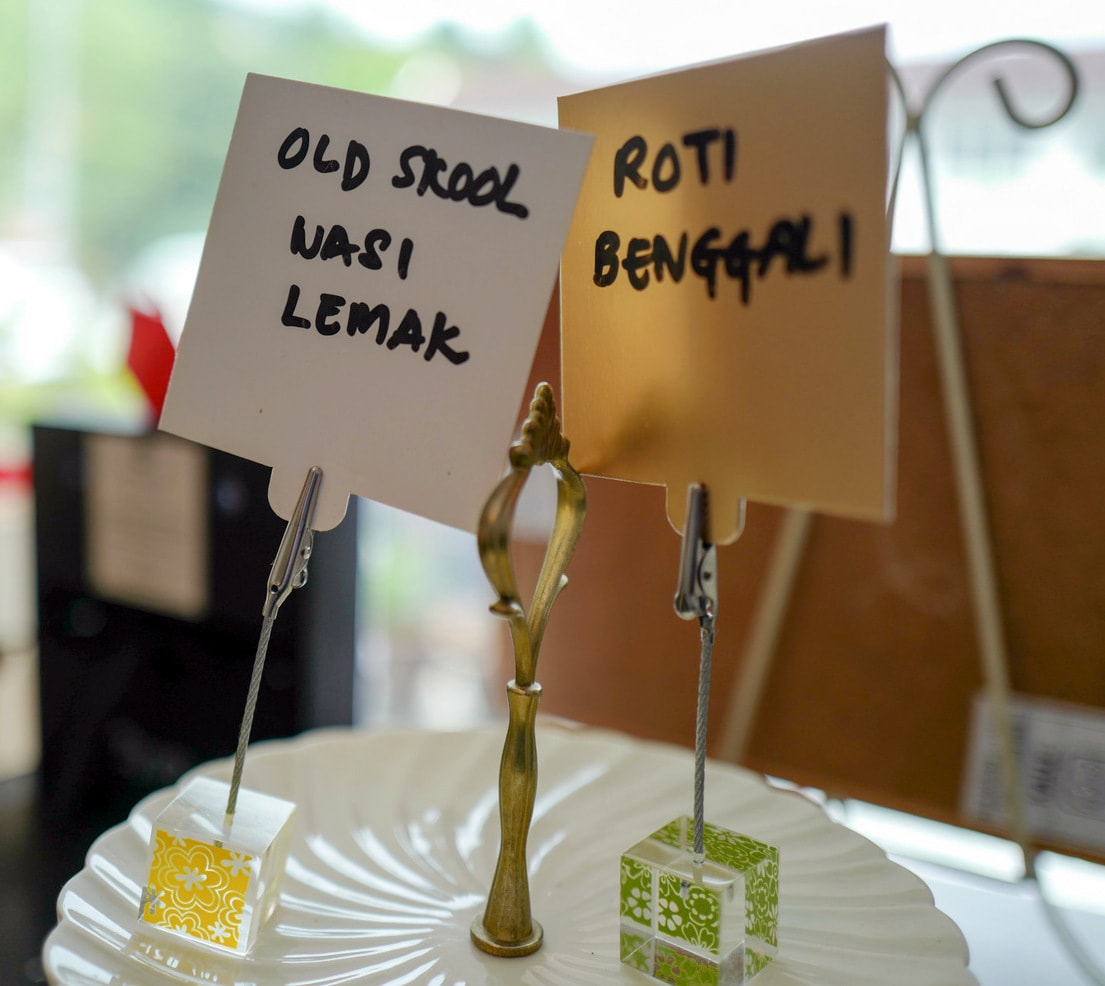 OLD SKOOL
NASI
LEMAK
ROTI
BENGGALI